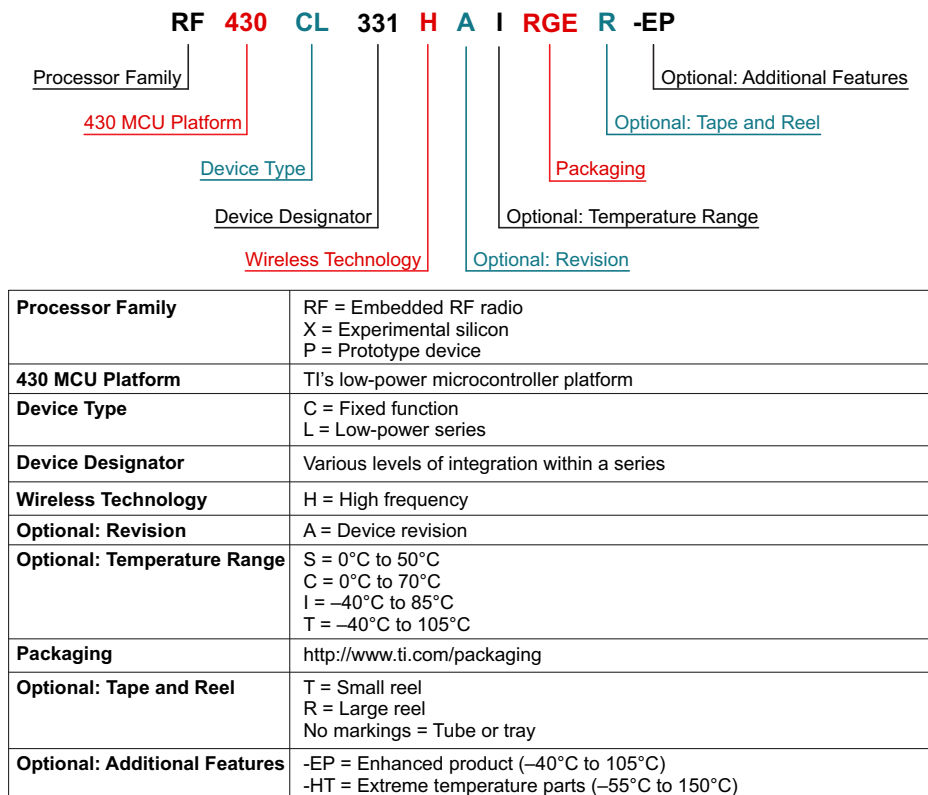 RF 430 CL 331 H A I RGE R -EP
Processor Family
Optional: Additional Features
430 MCU Platform
Optional: Tape and Reel
Device Type
Packaging
Device Designator
Optional: Temperature Range
Wireless Technology
Optional: Revision
Processor Family
RF = Embedded RF radio
X = Experimental silicon
P = Prototype device
430 MCU Platform
TI's low-power microcontroller platform
Device Type
C = Fixed function
L = Low-power series
Device Designator
Various levels of integration within a series
Wireless Technology
H = High frequency
Optional: Revision
A = Device revision
Optional: Temperature Range
S = 0°C to 50°C
C = 0°C to 70°C
I = –40°C to 85°C
T = –40°C to 105°C
Packaging
http://www.ti.com/packaging
Optional: Tape and Reel
T = Small reel
R = Large reel
No markings = Tube or tray
Optional: Additional Features
-EP = Enhanced product (–40°C to 105°C)
-HT = Extreme temperature parts (–55°C to 150°C)